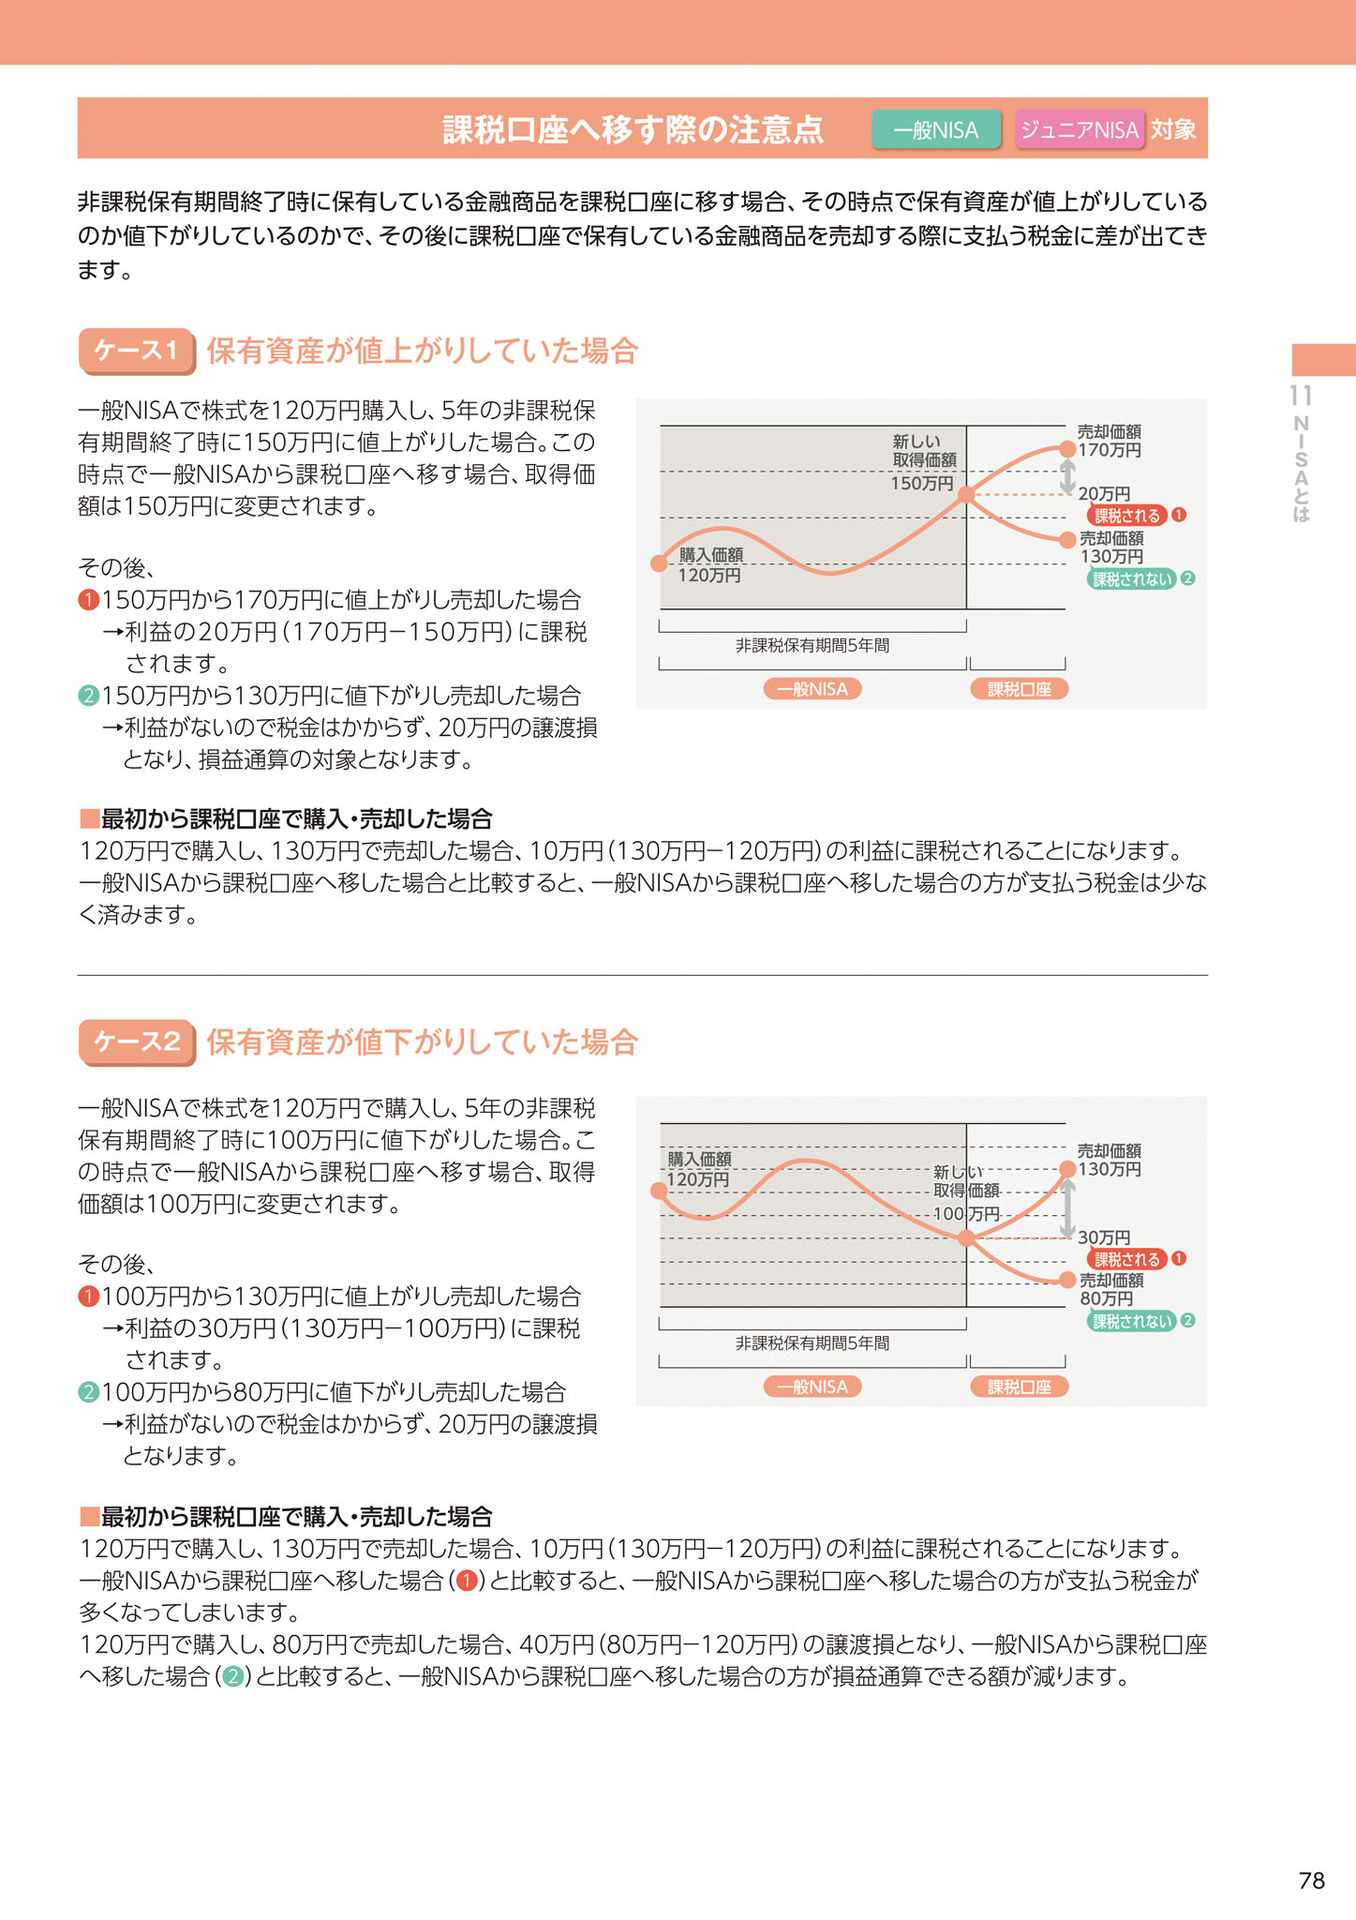 課税口座へ移す際の注意点 一般NISA ジュニアNISA 対象
非課税保有期間終了時に保有している金融商品を課税口座に移す場合、その時点で保有資産が値上がりしている
のか値下がりしているのかで、その後に課税口座で保有している金融商品を売却する際に支払う税金に差が出てき
ます。
ケース1 保有資産が値上がりしていた場合
一般NISAで株式を120万円購入し、5年の非課税保
有期間終了時に150万円に値上がりした場合。この
時点で一般NISAから課税口座へ移す場合、取得価
額は150万円に変更されます。
その後、
❶150万円から170万円に値上がりし売却した場合
→利益の20万円（170万円−150万円）に課税
されます。
❷150万円から130万円に値下がりし売却した場合
→利益がないので税金はかからず、20万円の譲渡損
となり、損益通算の対象となります。
新しい
取得価額
150万円
購入価額
120万円
売却価額
170万円
20万円
課税される ❶
売却価額
130万円
課税されない ❷
非課税保有期間5年間
一般NISA
課税口座
■最初から課税口座で購入・売却した場合
120万円で購入し、130万円で売却した場合、10万円（130万円−120万円）の利益に課税されることになります。
一般NISAから課税口座へ移した場合と比較すると、一般NISAから課税口座へ移した場合の方が支払う税金は少な
く済みます。
ケース2 保有資産が値下がりしていた場合
一般NISAで株式を120万円で購入し、5年の非課税
保有期間終了時に100万円に値下がりした場合。こ
の時点で一般NISAから課税口座へ移す場合、取得
価額は100万円に変更されます。
その後、
❶100万円から130万円に値上がりし売却した場合
→利益の30万円（130万円−100万円）に課税
されます。
❷100万円から80万円に値下がりし売却した場合
→利益がないので税金はかからず、20万円の譲渡損
となります。
購入価額
120万円
新しい
取得価額
100万円
売却価額
130万円
30万円
課税される ❶
売却価額
80万円
課税されない ❷
非課税保有期間5年間
一般NISA
課税口座
■最初から課税口座で購入・売却した場合
120万円で購入し、130万円で売却した場合、10万円（130万円−120万円）の利益に課税されることになります。
一般NISAから課税口座へ移した場合（❶）と比較すると、一般NISAから課税口座へ移した場合の方が支払う税金が
多くなってしまいます。
120万円で購入し、80万円で売却した場合、40万円（80万円−120万円）の譲渡損となり、一般NISAから課税口座
へ移した場合（❷）と比較すると、一般NISAから課税口座へ移した場合の方が損益通算できる額が減ります。
11 NISAとは
78